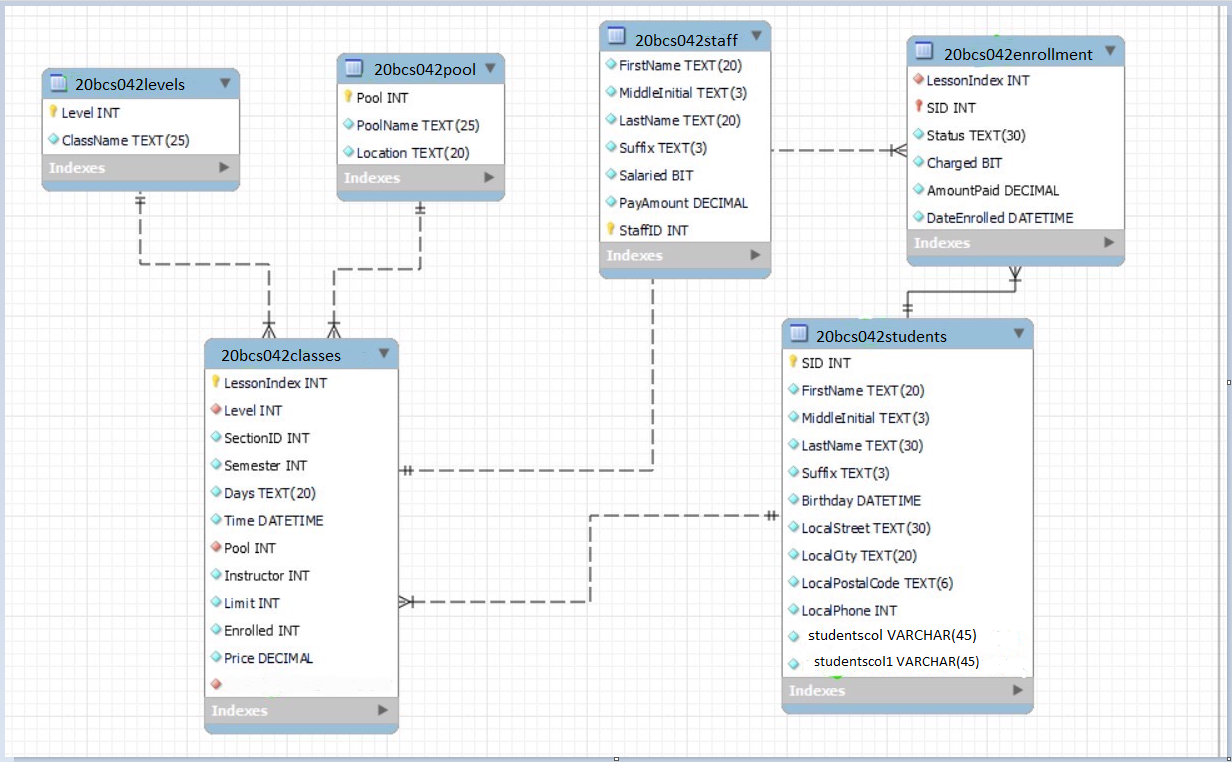 20bcs042levels
Level INT
ClassName TEXT(25)
Indexes
20bcs042pool
Pool INT
PoolName TEXT(25)
Location TEXT(20)
Indexes
20bcs042staff
FirstName TEXT(20)
MiddleInitial TEXT(3)
LastName TEXT(20)
Suffix TEXT(3)
Salaried BIT
PayAmount DECIMAL
StaffID INT
Indexes
20bcs042enrollment
LessonIndex INT
SID INT
Status TEXT(30)
Charged BIT
AmountPaid DECIMAL
DateEnrolled DATETIME
Indexes
20bcs042classes
LessonIndex INT
Level INT
SectionID INT
Semester INT
Days TEXT(20)
Time DATETIME
Pool INT
Instructor INT
Limit INT
Enrolled INT
Price DECIMAL
Indexes
20bcs042students
SID INT
FirstName TEXT(20)
MiddleInitial TEXT(3)
LastName TEXT(30)
Suffix TEXT(3)
Birthday DATETIME
LocalStreet TEXT(30)
LocalCity TEXT(20)
LocalPostalCode TEXT(6)
LocalPhone INT
studentscol VARCHAR(45)
studentscol1 VARCHAR(45)
Indexes